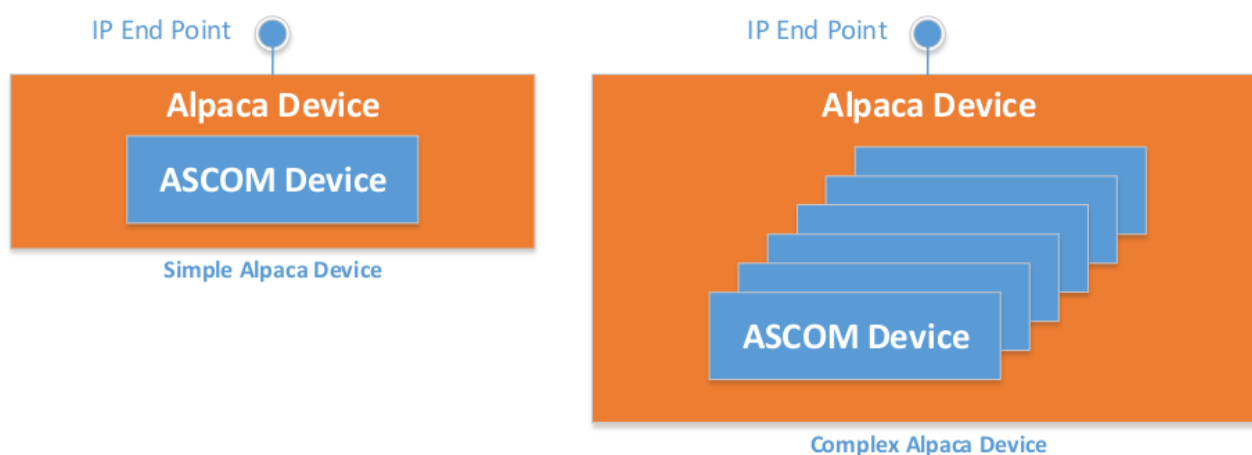 IP End Point
Alpaca Device
ASCOM Device
Simple Alpaca Device
IP End Point
Alpaca Device
ASCOM Device
Complex Alpaca Device